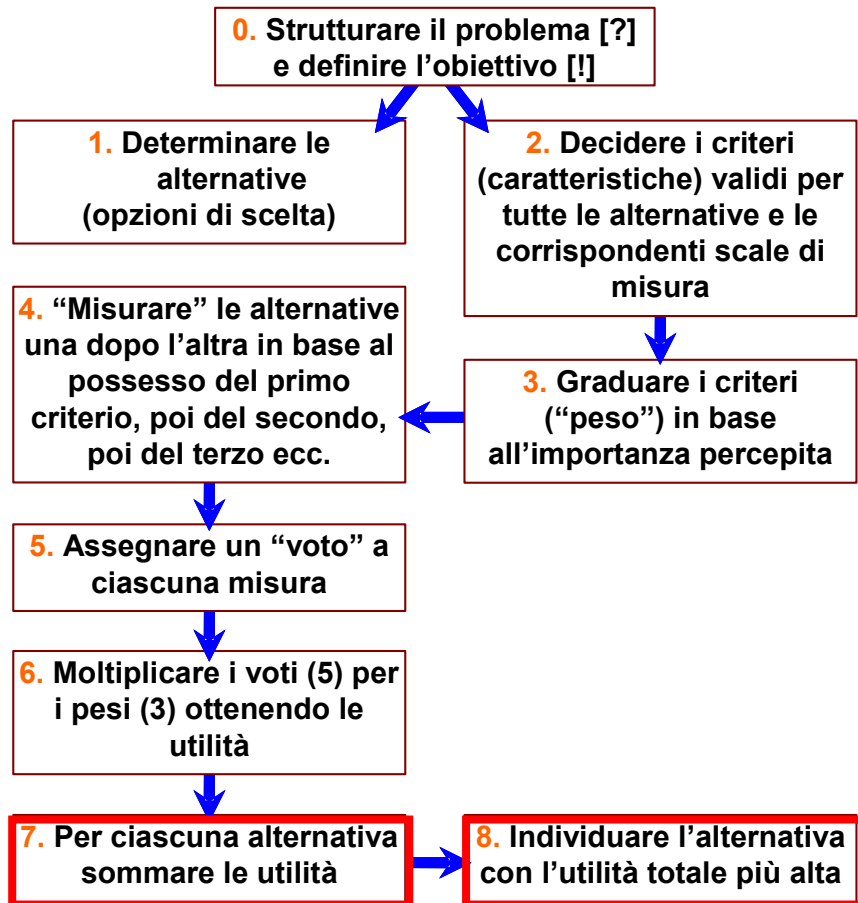 0. Strutturare il problema [?]
e definire l’obiettivo [!]
1. Determinare le
alternative
(opzioni di scelta)
2. Decidere i criteri
(caratteristiche) validi per
tutte le alternative e le
corrispondenti scale di
misura
3. Graduare i criteri
(“peso”) in base
all’importanza percepita
4. “Misurare” le alternative
una dopo l’altra in base al
possesso del primo
criterio, poi del secondo,
poi del terzo ecc.
5. Assegnare un “voto” a
ciascuna misura
6. Moltiplicare i voti (5) per
i pesi (3) ottenendo le
utilità
7. Per ciascuna alternativa
sommare le utilità
8. Individuare l’alternativa
con l’utilità totale più alta